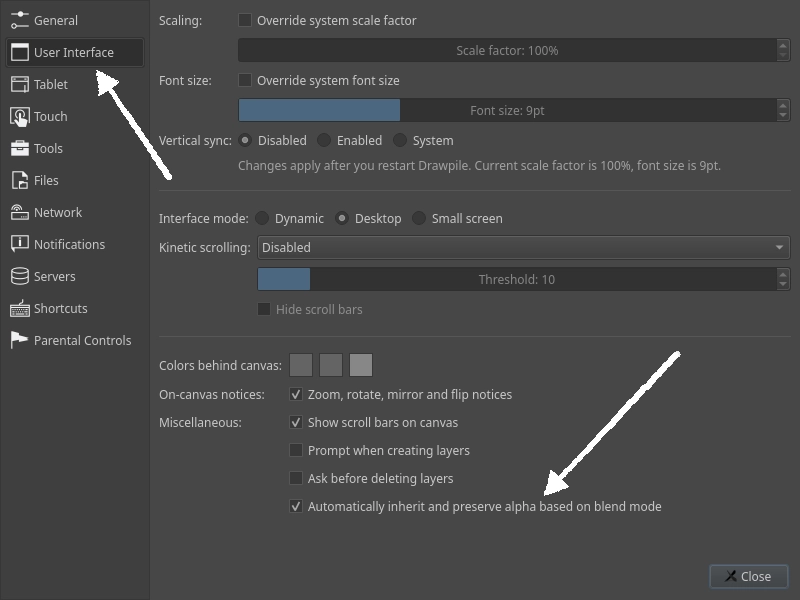 General
User Interface
Tablet
Touch
Tools
Files
Network
Notifications
Servers
Shortcuts
Parental Controls
Scaling: Override system scale factor
Scale factor: 100%
Font size: Override system font size
Font size: 9pt
Vertical sync: Disabled Enabled System
Changes apply after you restart Drawpile. Current scale factor is 100%, font size is 9pt.
Interface mode: Dynamic Desktop Small screen
Kinetic scrolling: Disabled
Threshold: 10
Hide scroll bars
Colors behind canvas:
On-canvas notices: Zoom, rotate, mirror and flip notices
Miscellaneous: Show scroll bars on canvas
Prompt when creating layers
Ask before deleting layers
Automatically inherit and preserve alpha based on blend mode
Close